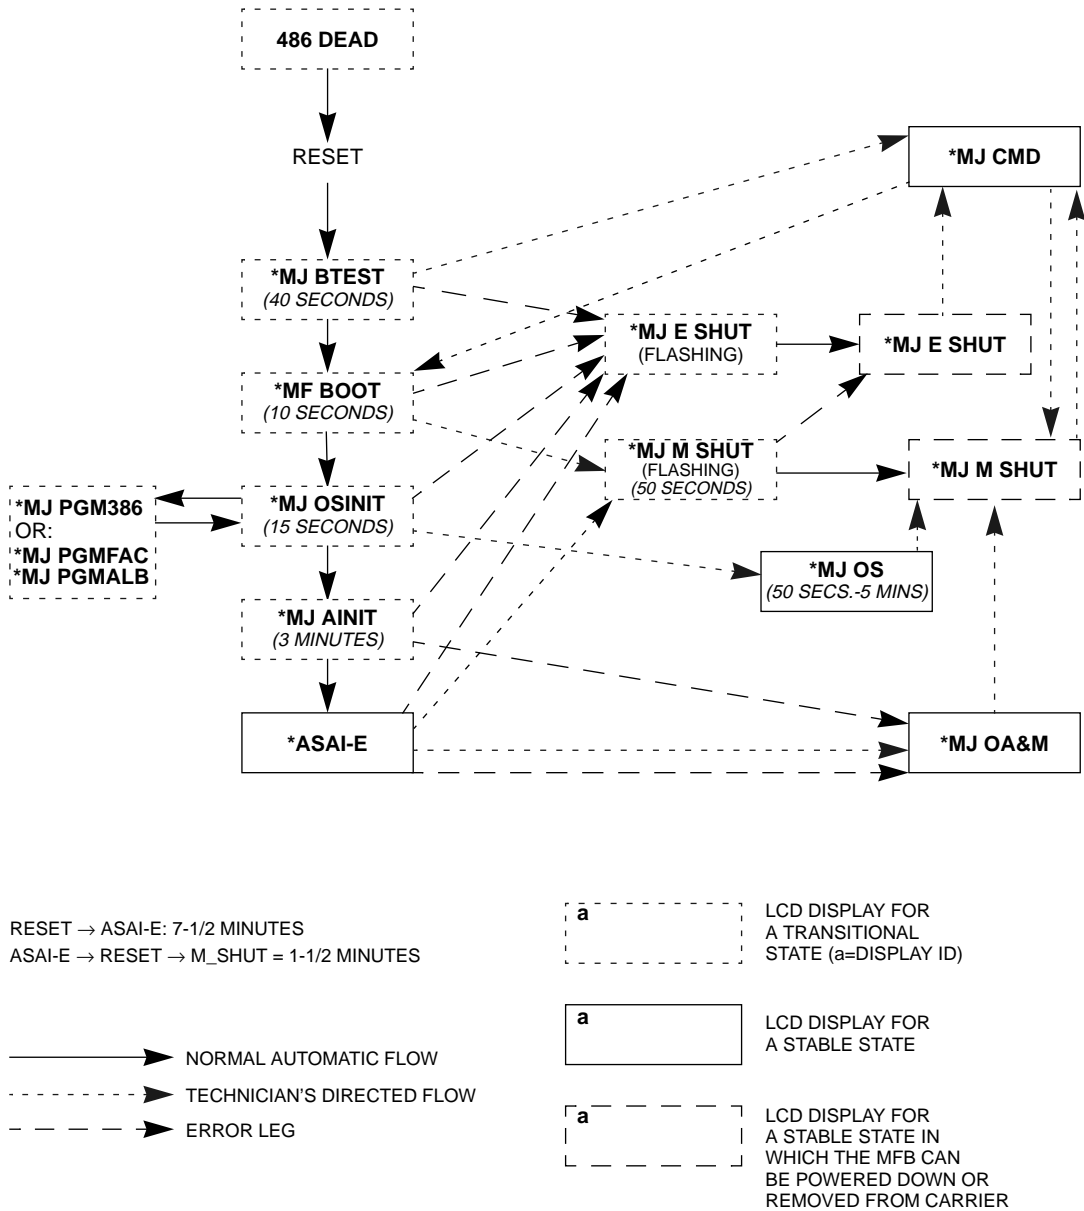 486 DEAD
RESET
*MJ CMD
*MJ BTEST
(40 SECONDS)
*MJ E SHUT
(FLASHING)
*MJ E SHUT
*MF BOOT
(10 SECONDS)
*MJ M SHUT
(FLASHING)
(50 SECONDS)
*MJ M SHUT
*MJ PGM386
OR:
*MJ PGMFAC
*MJ PGMALB
*MJ OSINIT
(15 SECONDS)
*MJ OS
(50 SECS.-5 MINS)
*MJ AINIT
(3 MINUTES)
*ASAI-E
*MJ OA&M
RESET → ASAI-E: 7-1/2 MINUTES
ASAI-E → RESET → M_SHUT = 1-1/2 MINUTES
NORMAL AUTOMATIC FLOW
TECHNICIAN'S DIRECTED FLOW
ERROR LEG
a
LCD DISPLAY FOR
A TRANSITIONAL
STATE (a=DISPLAY ID)
a
LCD DISPLAY FOR
A STABLE STATE
a
LCD DISPLAY FOR
A STABLE STATE IN
WHICH THE MFB CAN
BE POWERED DOWN OR
REMOVED FROM CARRIER